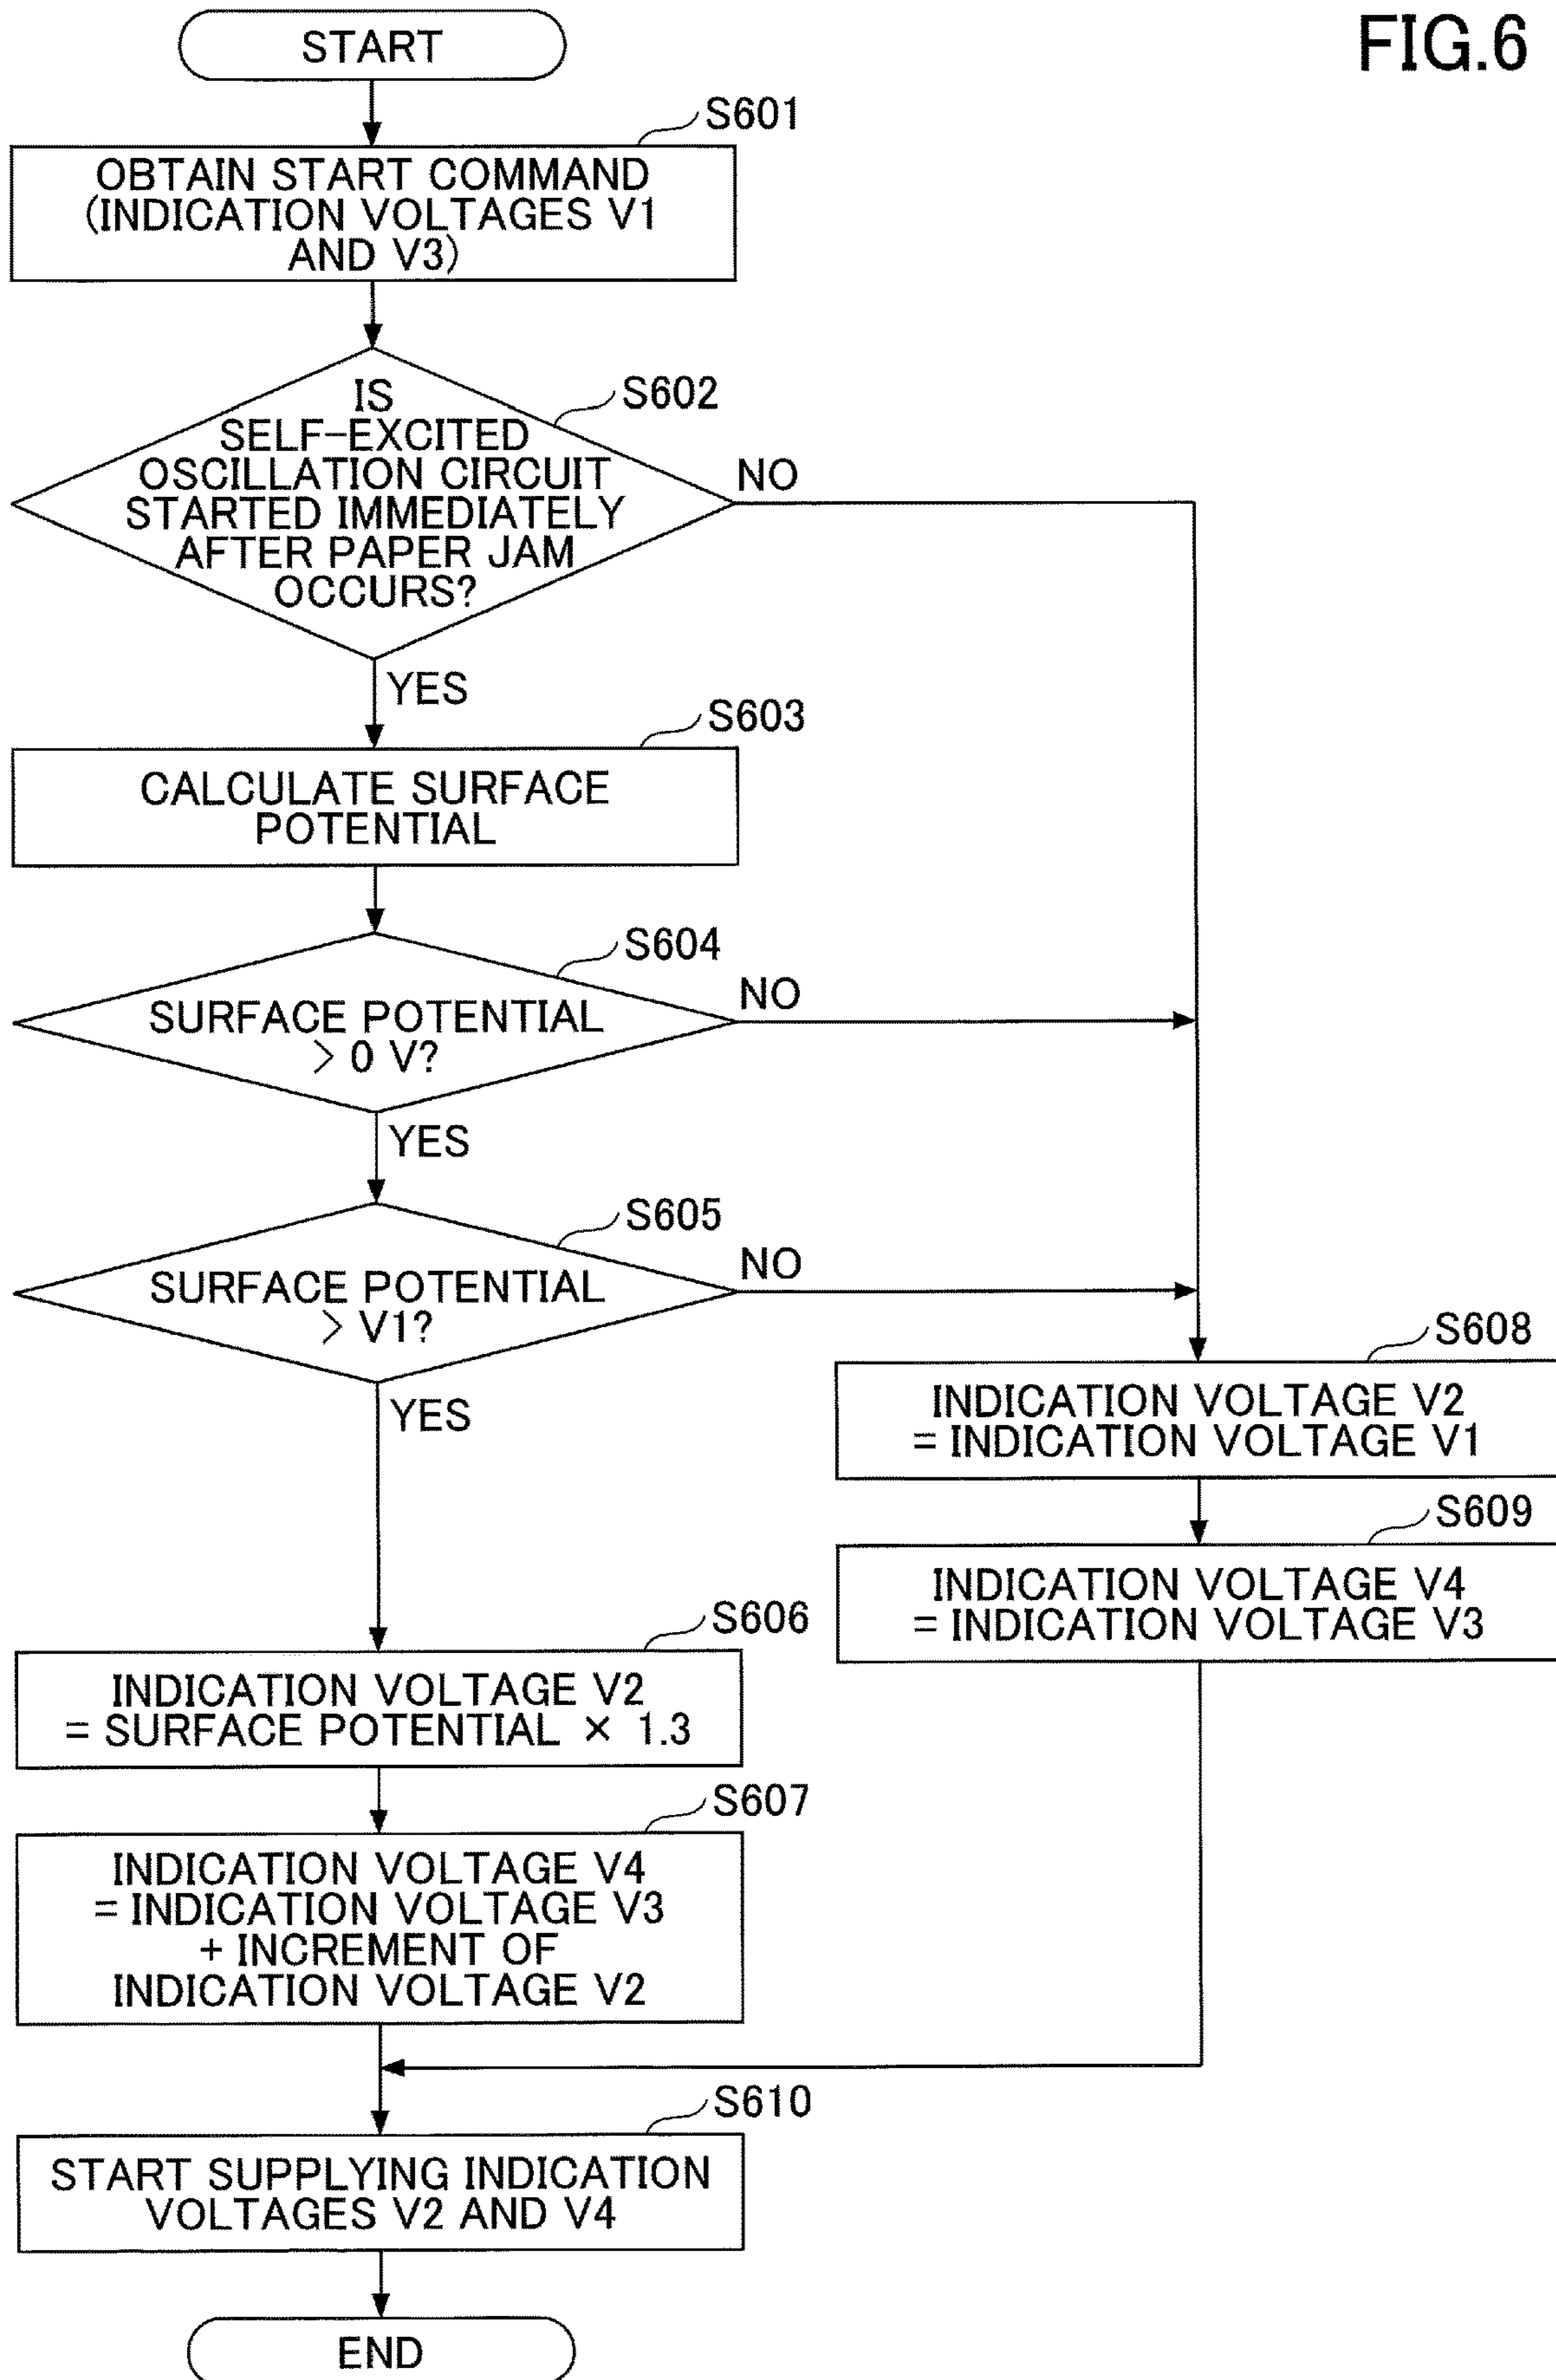 FIG.6
START
S601
OBTAIN START COMMAND
(INDICATION VOLTAGES V1
AND V3)
S602
IS
SELF-EXCITED
OSCILLATION CIRCUIT
STARTED IMMEDIATELY
AFTER PAPER JAM
OCCURS?
NO
YES
S603
CALCULATE SURFACE
POTENTIAL
S604
SURFACE POTENTIAL
> 0 V?
NO
YES
S605
SURFACE POTENTIAL
> V1?
NO
YES
S608
INDICATION VOLTAGE V2
= INDICATION VOLTAGE V1
S609
INDICATION VOLTAGE V4
= INDICATION VOLTAGE V3
S606
INDICATION VOLTAGE V2
= SURFACE POTENTIAL × 1.3
S607
INDICATION VOLTAGE V4
= INDICATION VOLTAGE V3
+ INCREMENT OF
INDICATION VOLTAGE V2
S610
START SUPPLYING INDICATION
VOLTAGES V2 AND V4
END